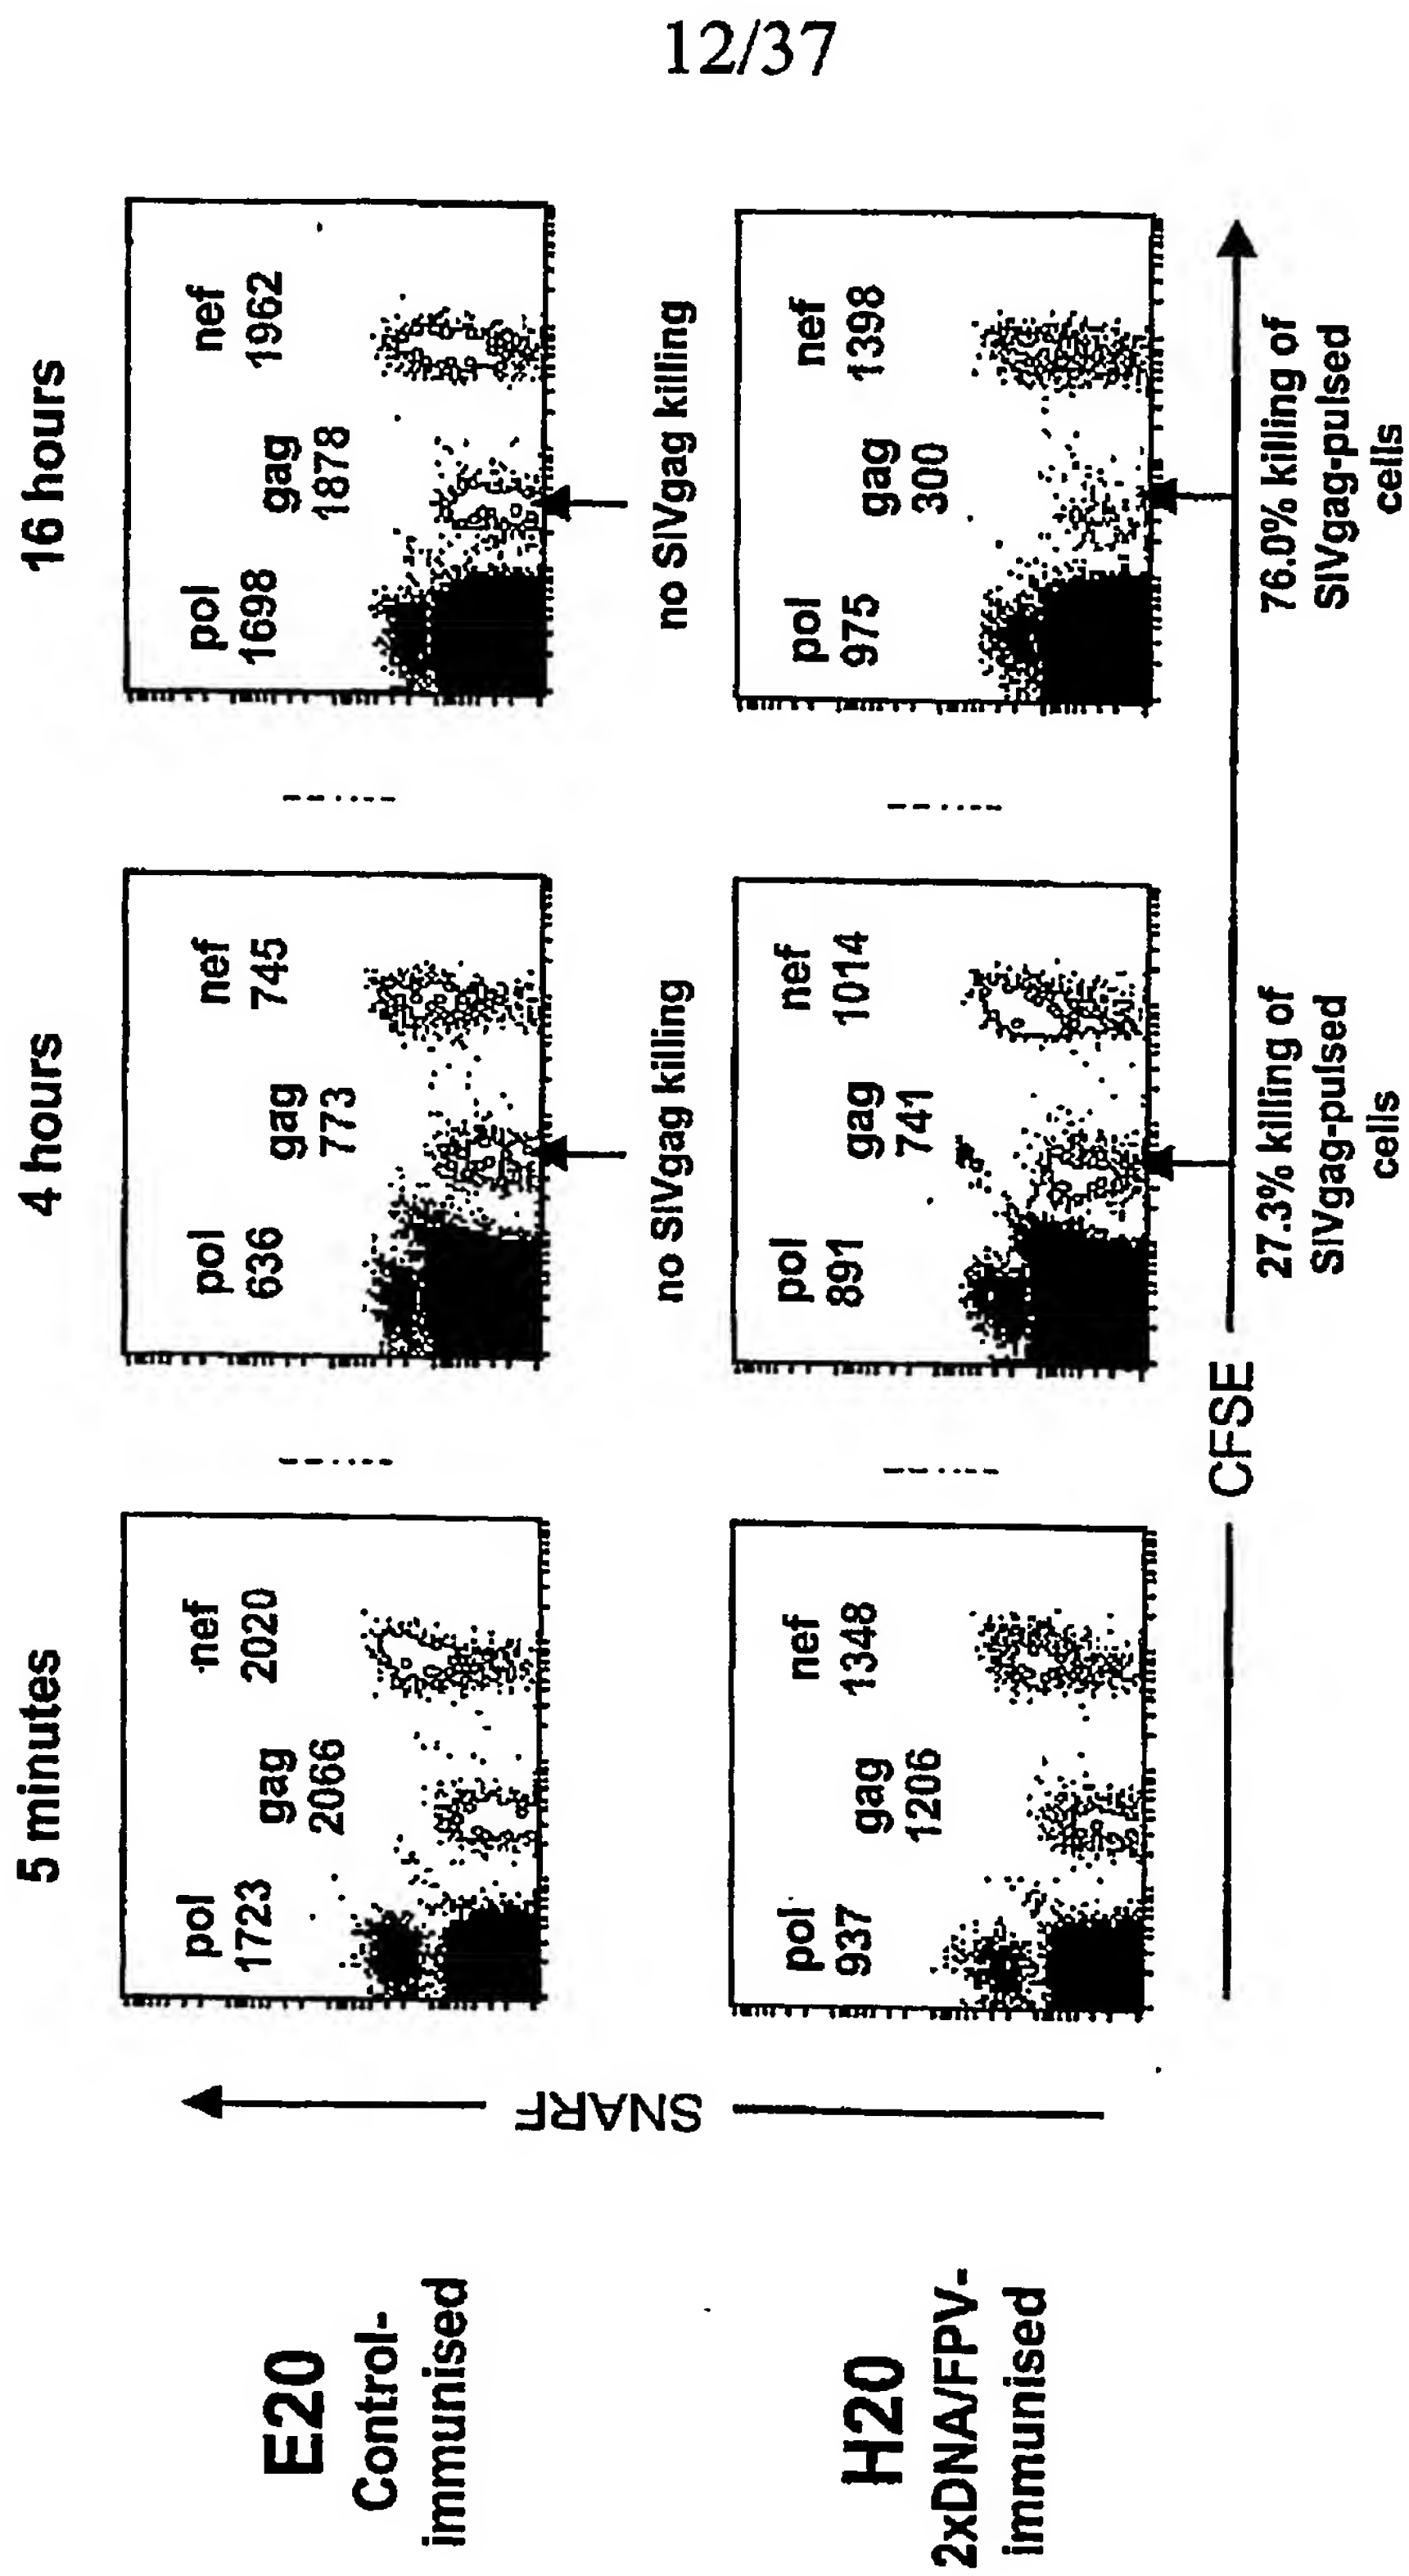 12/37
5 minutes
4 hours
16 hours
E20
Control-
immunised
SNARF
pol
1723
gag
2066
nef
2020
pol
636
gag
773
nef
745
pol
1698
gag
1878
nef
1962
no SIVgag killing
no SIVgag killing
H20
2xDNA/FPV-
immunised
pol
937
gag
1206
nef
1348
pol
891
gag
741
nef
1014
pol
975
gag
300
nef
1398
CFSE
27.3% killing of
SIVgag-pulsed
cells
76.0% killing of
SIVgag-pulsed
cells